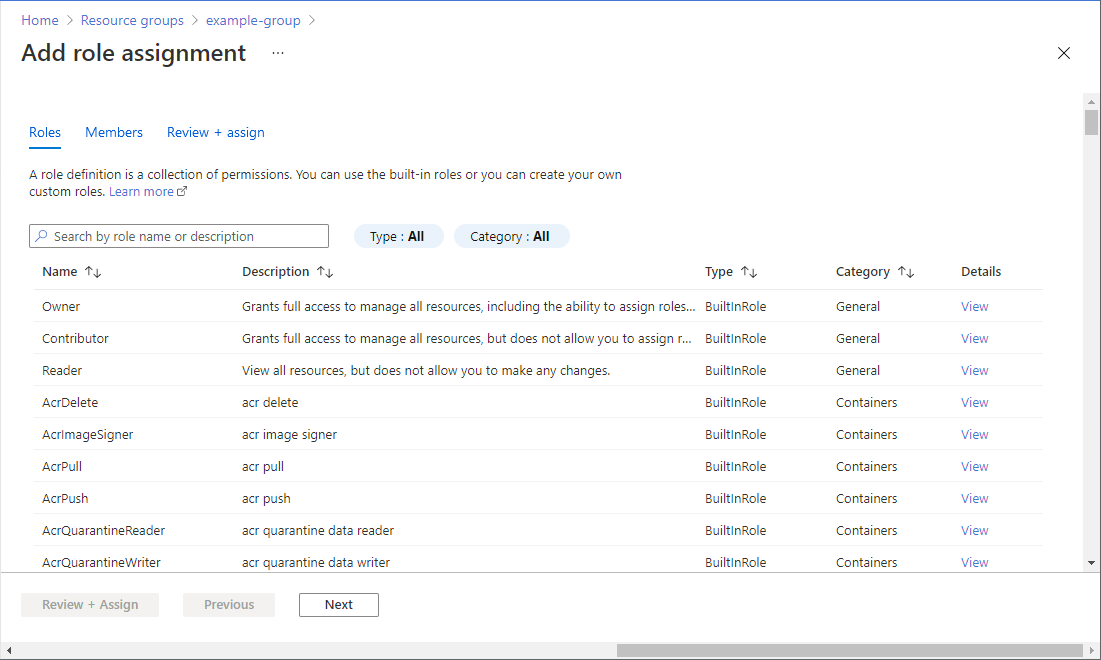 Home > Resource groups > example-group >
Add role assignment ...
Roles Members Review + assign
A role definition is a collection of permissions. You can use the built-in roles or you can create your own
custom roles. Learn more
Search by role name or description Type : All Category : All
Name ↑↓ Description ↑↓ Type ↑↓ Category ↑↓ Details
Owner Grants full access to manage all resources, including the ability to assign roles... BuiltInRole General View
Contributor Grants full access to manage all resources, but does not allow you to assign r... BuiltInRole General View
Reader View all resources, but does not allow you to make any changes. BuiltInRole General View
AcrDelete acr delete BuiltInRole Containers View
AcrImageSigner acr image signer BuiltInRole Containers View
AcrPull acr pull BuiltInRole Containers View
AcrPush acr push BuiltInRole Containers View
AcrQuarantineReader acr quarantine data reader BuiltInRole Containers View
AcrQuarantineWriter acr quarantine data writer BuiltInRole Containers View
Review + Assign Previous Next